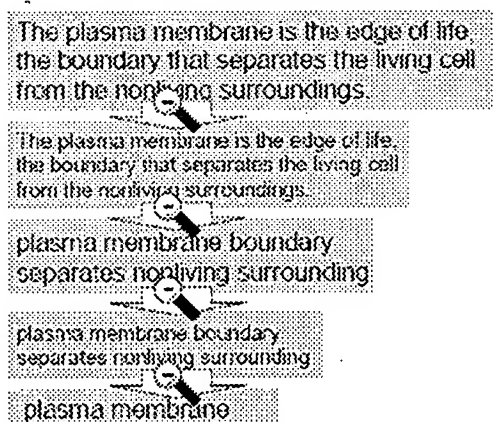 The plasma membrane is the edge of life,
the boundary that separates the living cell
from the nonliving surroundings.
The plasma membrane is the edge of life,
the boundary that separates the living cell
from the nonliving surroundings.
plasma membrane boundary
separates nonliving surrounding
plasma membrane boundary
separates nonliving surrounding
plasma membrane